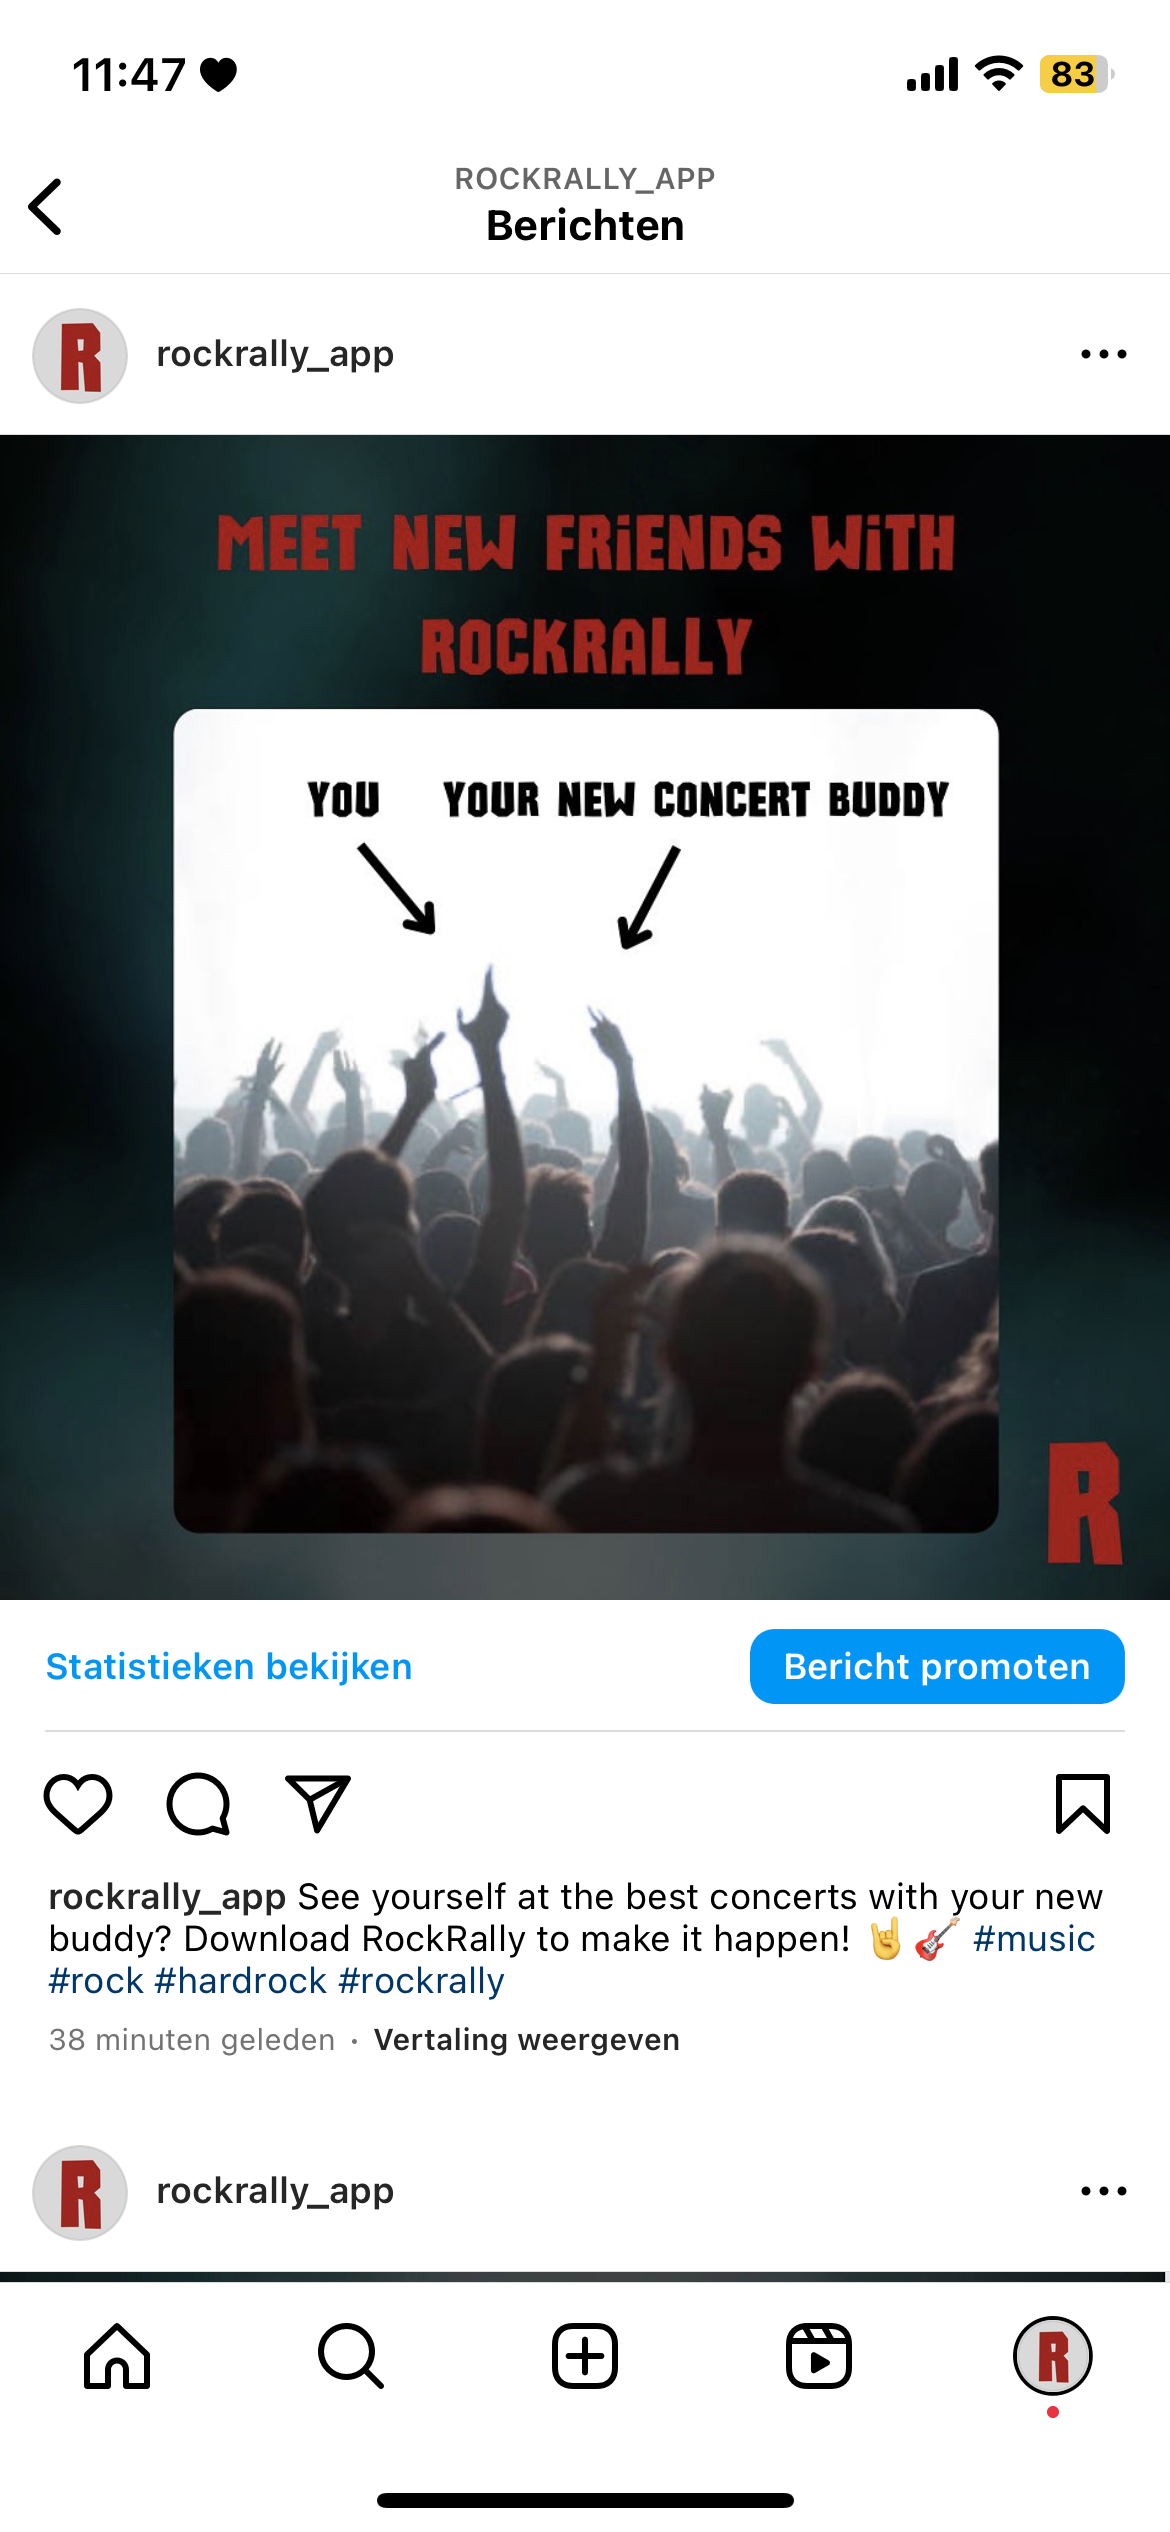 11:47
83
ROCKRALLY_APP
Berichten
R
rockrally_app
MEET NEW FRiENDS WiTH
ROCKRALLY
YOU YOUR NEW CONCERT BUDDY
R
Statistieken bekijken
Bericht promoten
rockrally_app See yourself at the best concerts with your new
buddy? Download RockRally to make it happen! 🤘🎸 #music
#rock #hardrock #rockrally
38 minuten geleden · Vertaling weergeven
R
rockrally_app
R